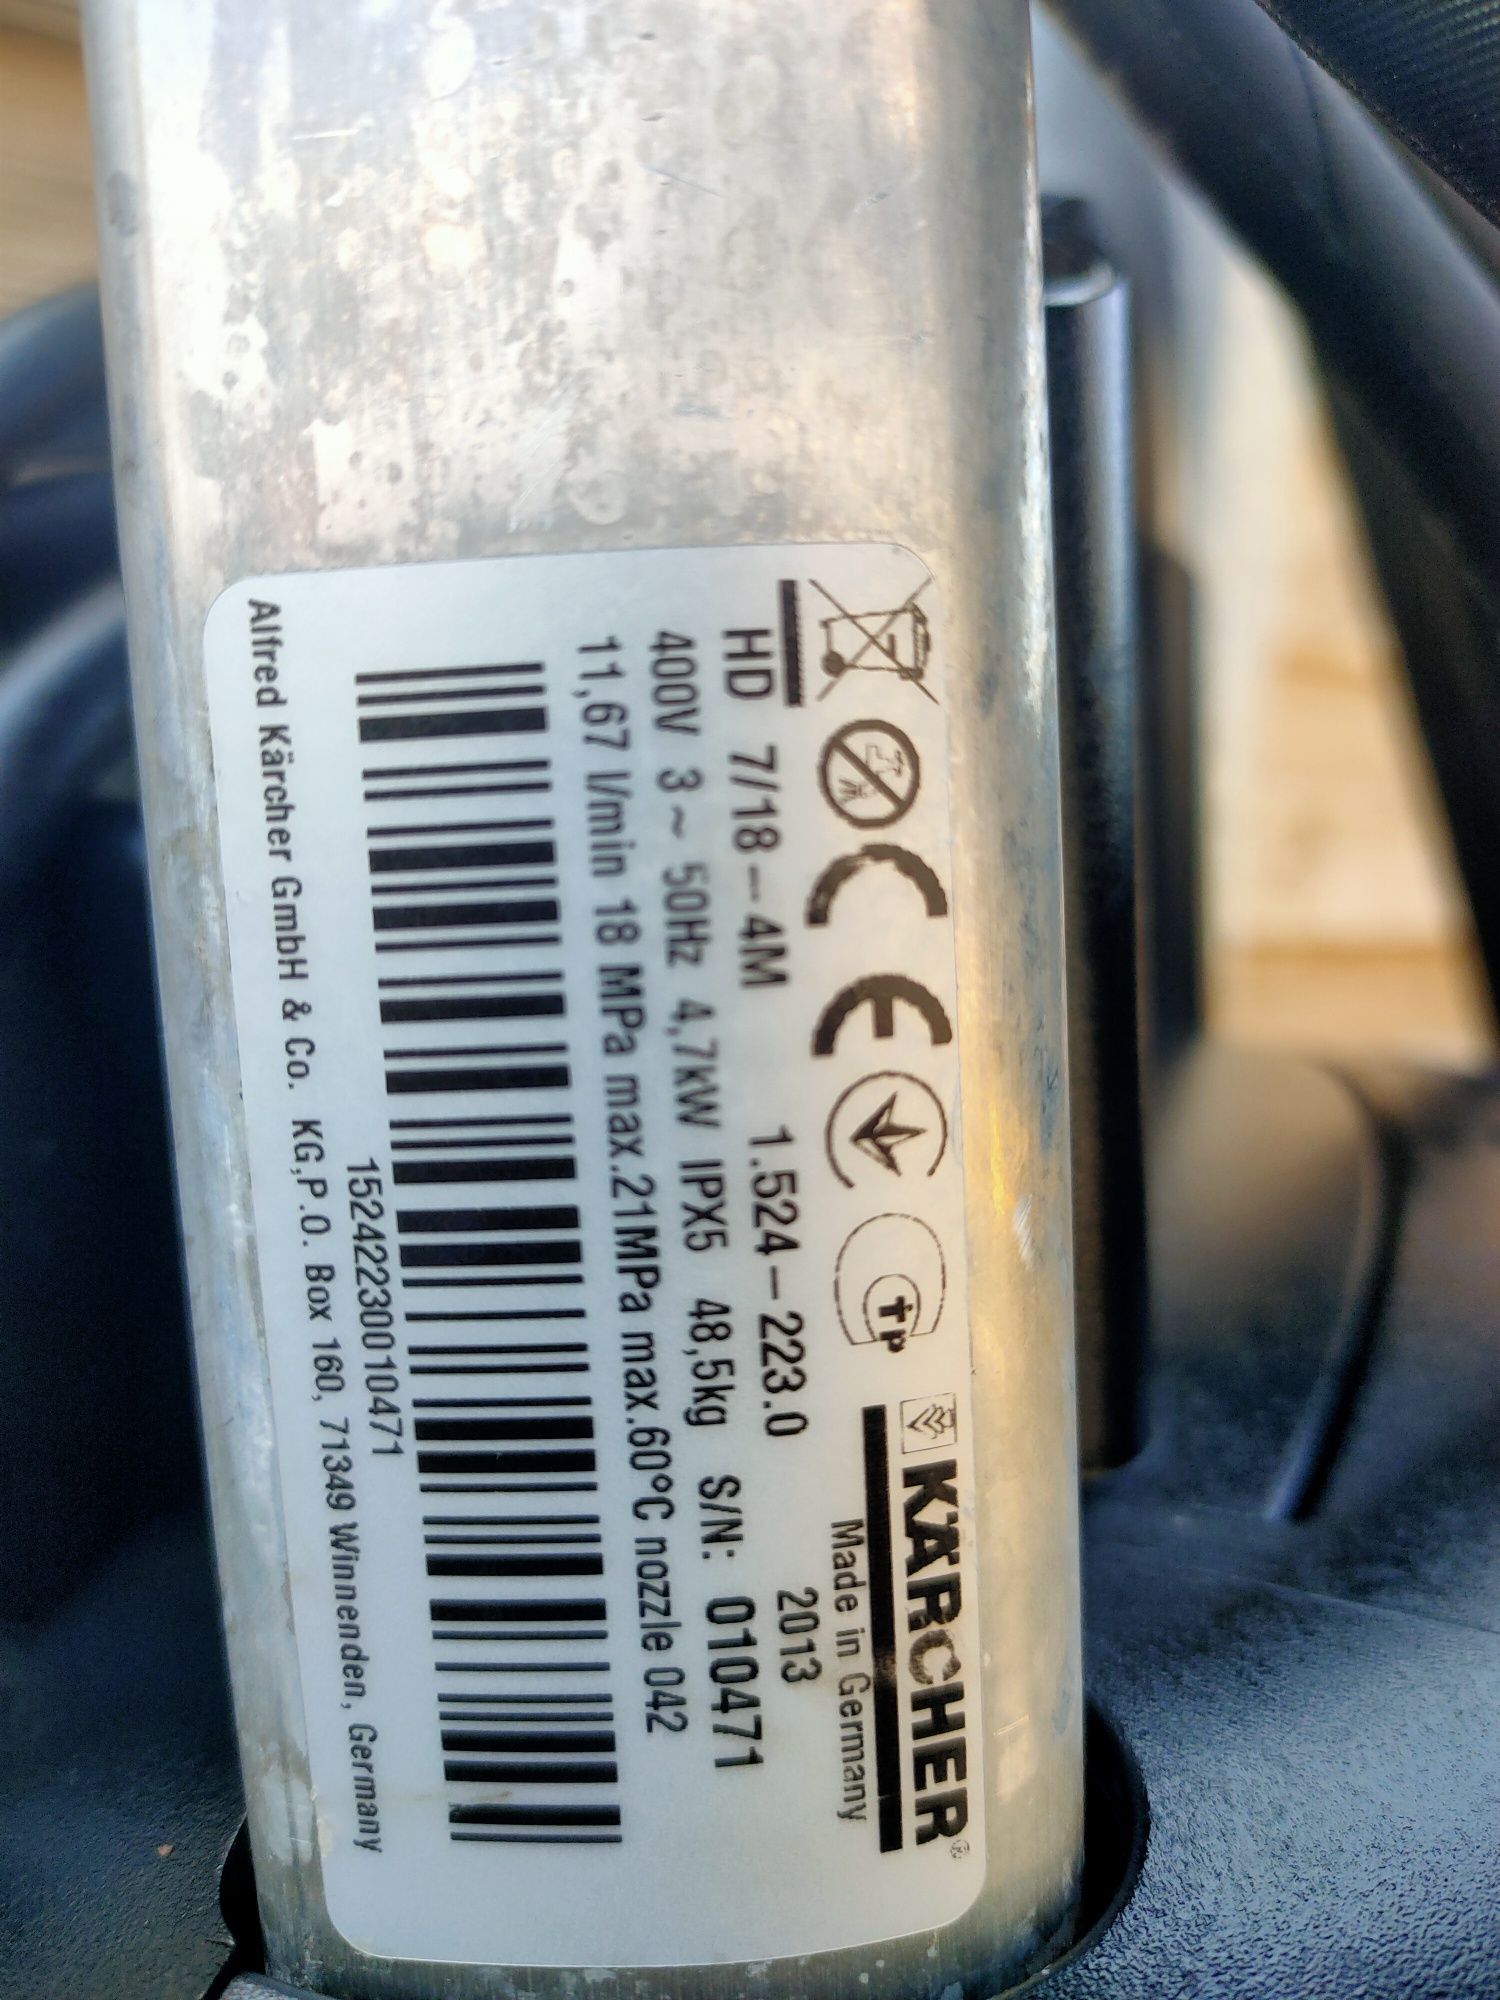 KÄRCHER®
Made in Germany
HD 7/18-4M 1.524-223.0 2013
400V 3~ 50Hz 4,7kW IPX5 48,5kg S/N: 010471
11,67 l/min 18 MPa max.21MPa max.60°C nozzle 042
15242230010471
Alfred Kärcher GmbH & Co. KG,P.O. Box 160, 71349 Winnenden, Germany